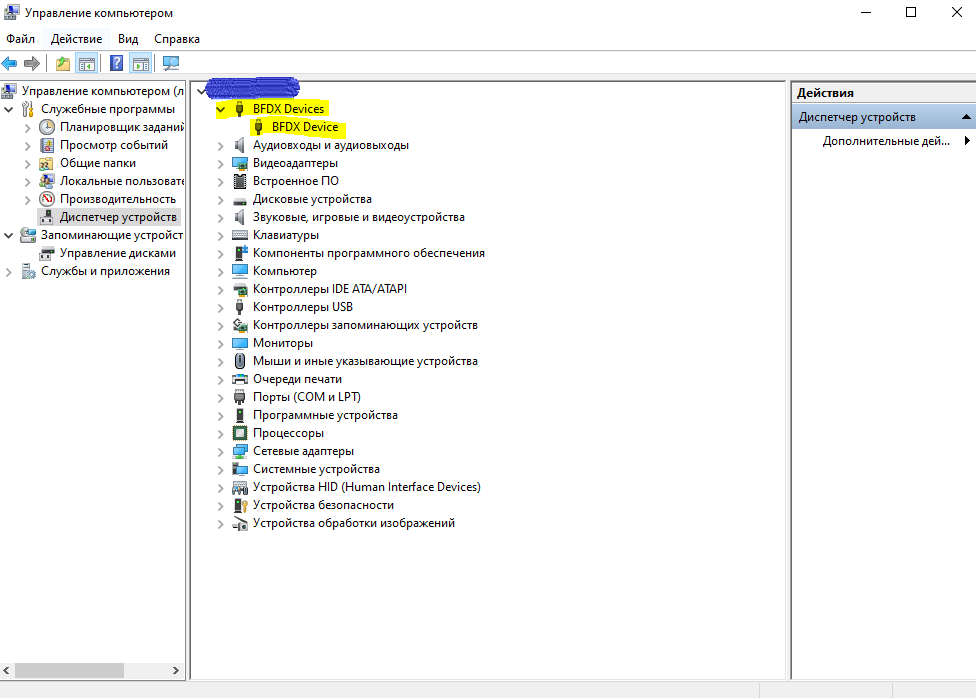 Управление компьютером
Файл Действие Вид Справка
Управление компьютером (л
Служебные программы
Планировщик заданий
Просмотр событий
Общие папки
Локальные пользовате
Производительность
Диспетчер устройств
Запоминающие устройст
Управление дисками
Службы и приложения
BFDX Devices
BFDX Device
Аудиовходы и аудиовыходы
Видеоадаптеры
Встроенное ПО
Дисковые устройства
Звуковые, игровые и видеоустройства
Клавиатуры
Компоненты программного обеспечения
Компьютер
Контроллеры IDE ATA/ATAPI
Контроллеры USB
Контроллеры запоминающих устройств
Мониторы
Мыши и иные указывающие устройства
Очереди печати
Порты (COM и LPT)
Программные устройства
Процессоры
Сетевые адаптеры
Системные устройства
Устройства HID (Human Interface Devices)
Устройства безопасности
Устройства обработки изображений
Действия
Диспетчер устройств
Дополнительные дей...